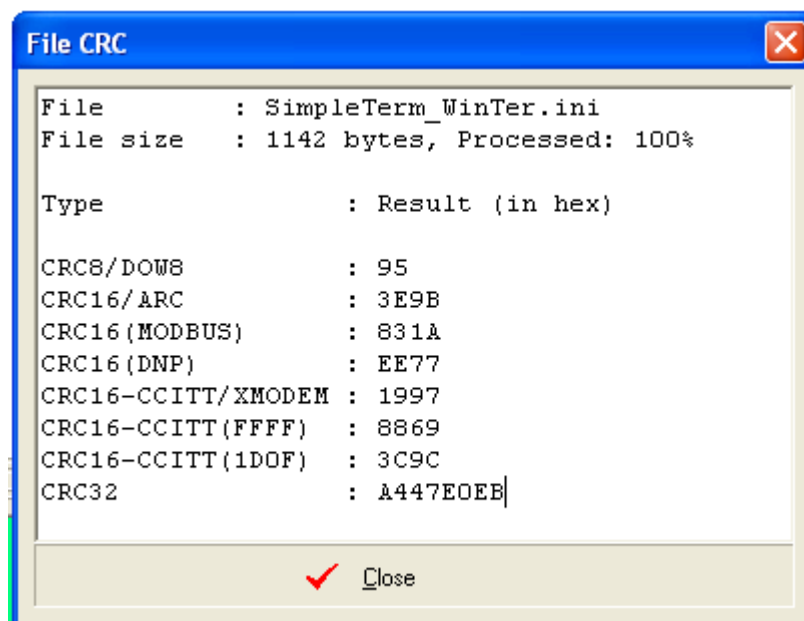 File CRC
File : SimpleTerm_WinTer.ini
File size : 1142 bytes, Processed: 100%
Type : Result (in hex)
CRC8/DOW8 : 95
CRC16/ARC : 3E9B
CRC16(MODBUS) : 831A
CRC16(DNP) : EE77
CRC16-CCITT/XMODEM : 1997
CRC16-CCITT(FFFF) : 8869
CRC16-CCITT(1D0F) : 3C9C
CRC32 : A447E0EB
Close